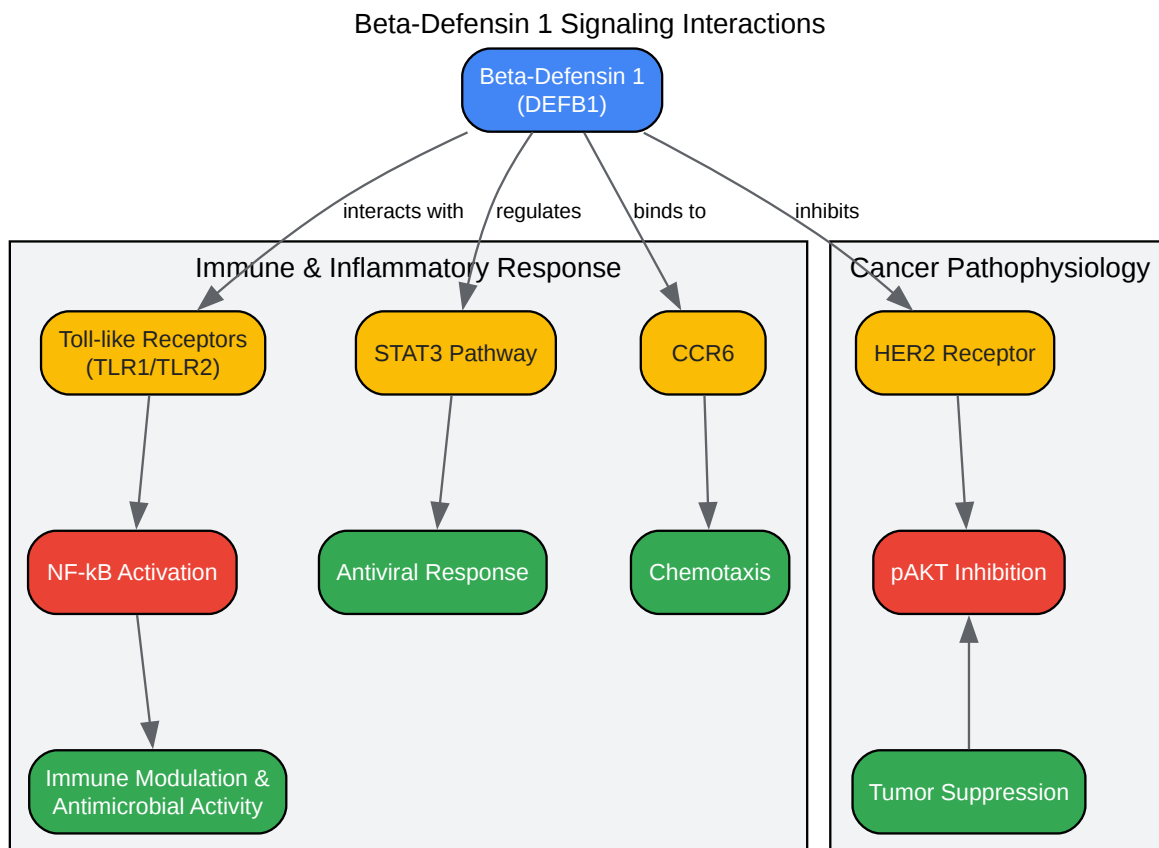 Beta-Defensin 1 Signaling Interactions
Beta-Defensin 1
(DEFB1)
interacts with
regulates
binds to
inhibits
Immune & Inflammatory Response
Cancer Pathophysiology
Toll-like Receptors
(TLR1/TLR2)
STAT3 Pathway
CCR6
HER2 Receptor
NF-kB Activation
Antiviral Response
Chemotaxis
pAKT Inhibition
Immune Modulation &
Antimicrobial Activity
Tumor Suppression